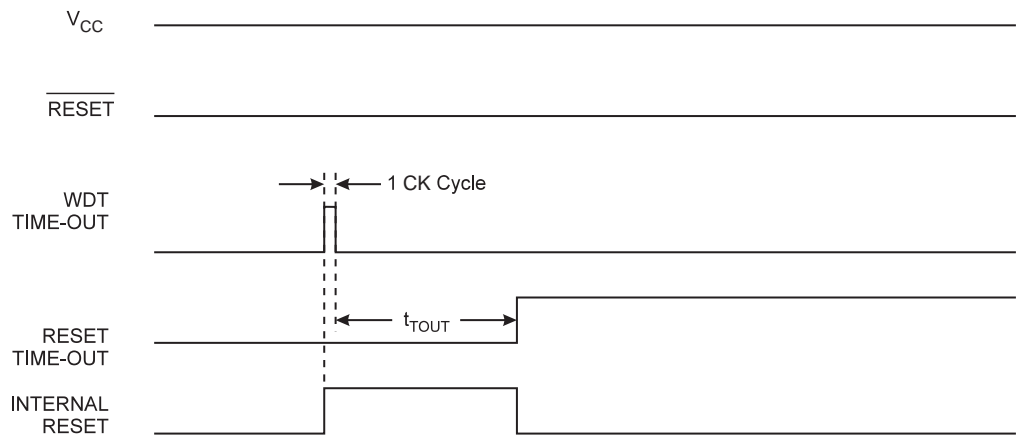 VCC
RESET
1 CK Cycle
WDT
TIME-OUT
tTOUT
RESET
TIME-OUT
INTERNAL
RESET